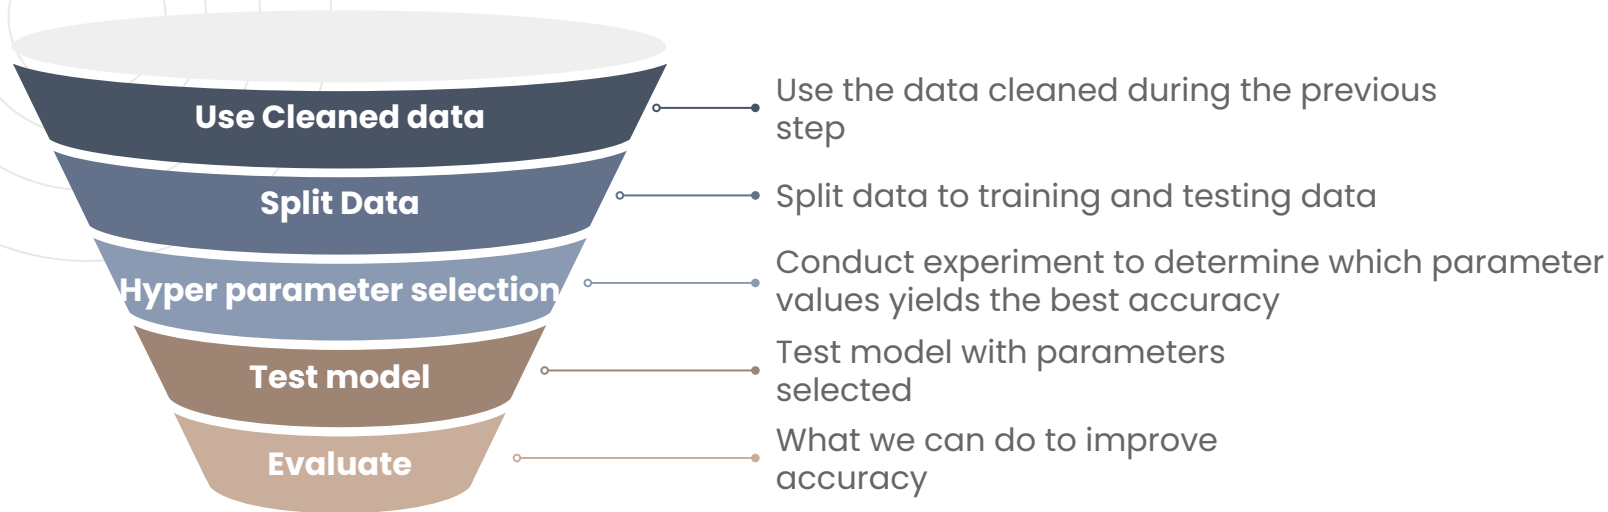 Use Cleaned data
Use the data cleaned during the previous
step
Split Data
Split data to training and testing data
Hyper parameter selection
Conduct experiment to determine which parameter
values yields the best accuracy
Test model
Test model with parameters
selected
Evaluate
What we can do to improve
accuracy